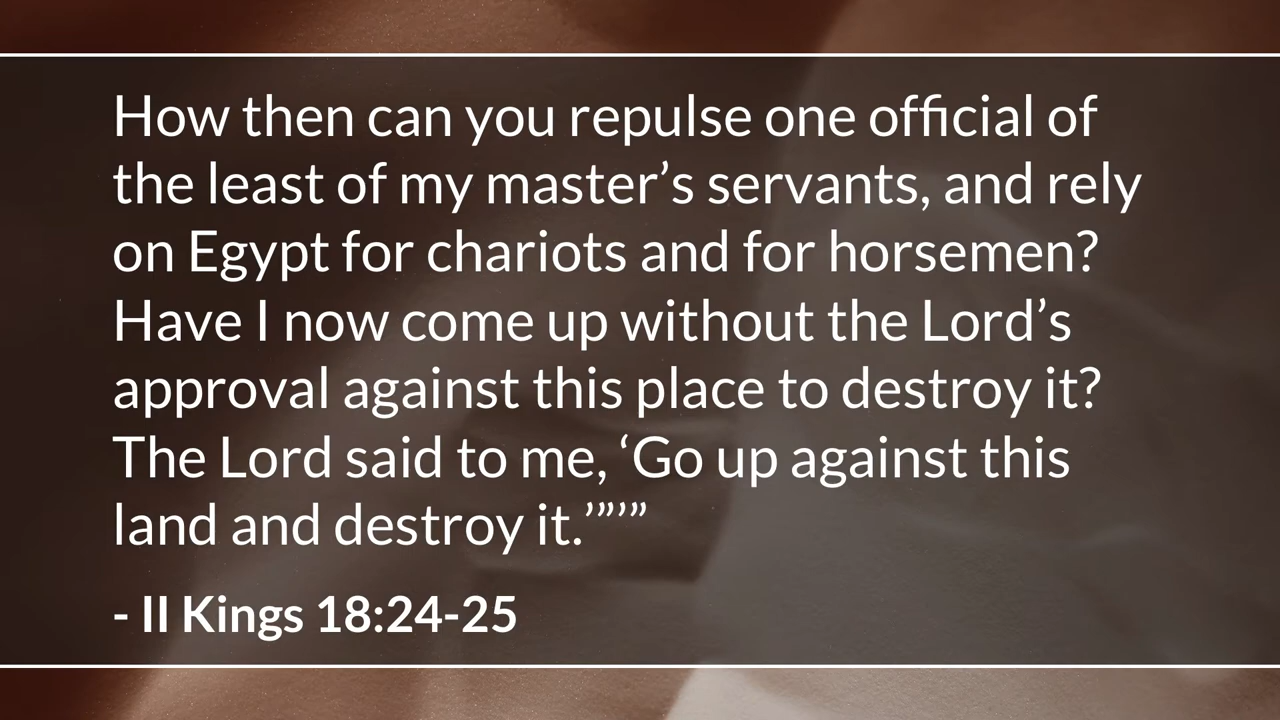 How then can you repulse one official of
the least of my master’s servants, and rely
on Egypt for chariots and for horsemen?
Have I now come up without the Lord’s
approval against this place to destroy it?
The Lord said to me, ‘Go up against this
land and destroy it.’”’”
- II Kings 18:24-25